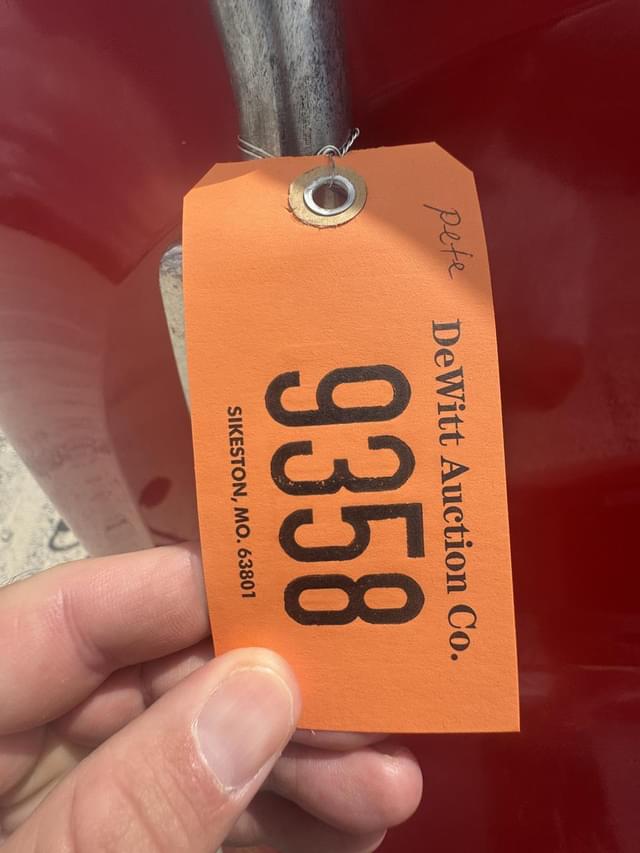 pete
DeWitt Auction Co.
9358
SIKESTON, MO. 63801